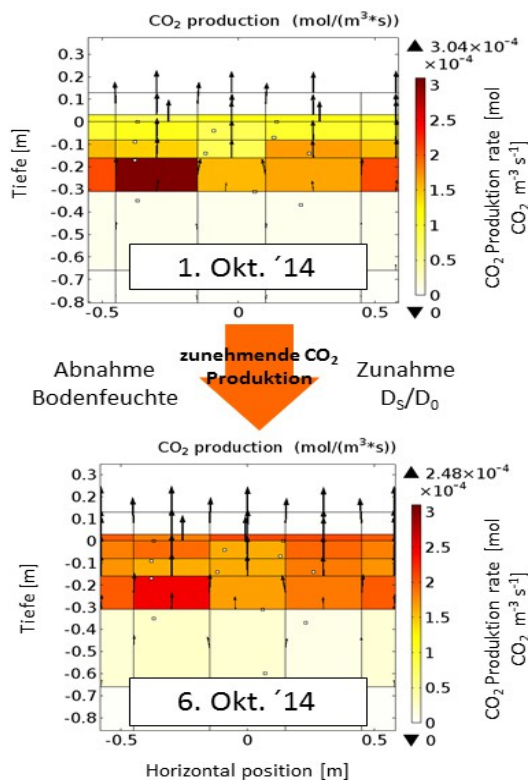 CO₂ production (mol/(m³*s))
▲ 3.04×10⁻⁴
×10⁻⁴
0.3
0.2
0.1
0
-0.1
-0.2
-0.3
-0.4
-0.5
-0.6
-0.7
-0.8
Tiefe [m]
-0.5
0
0.5
3
2.5
2
1.5
1
0.5
0
▼ 0
CO₂ Produktion rate [mol
CO₂ m⁻³ s⁻¹]
1. Okt. ´14
Abnahme
Bodenfeuchte
zunehmende CO₂
Produktion
Zunahme
D_S/D_0
CO₂ production (mol/(m³*s))
▲ 2.48×10⁻⁴
×10⁻⁴
0.3
0.2
0.1
0
-0.1
-0.2
-0.3
-0.4
-0.5
-0.6
-0.7
-0.8
Tiefe [m]
-0.5
0
0.5
3
2.5
2
1.5
1
0.5
0
▼ 0
CO₂ Produktion rate [mol
CO₂ m⁻³ s⁻¹]
6. Okt. ´14
Horizontal position [m]